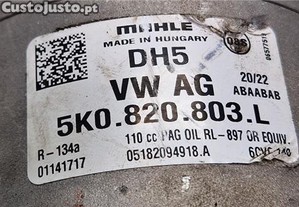 CustoJusto.pt
MAHLE
MADE IN HUNGARY
DH5
VW AG
20/22
ABAABAB
5K0.820.803.L
110 cc PAG OIL RL-897 OR EQUIV.
R-134a
01141717
05182094918.A